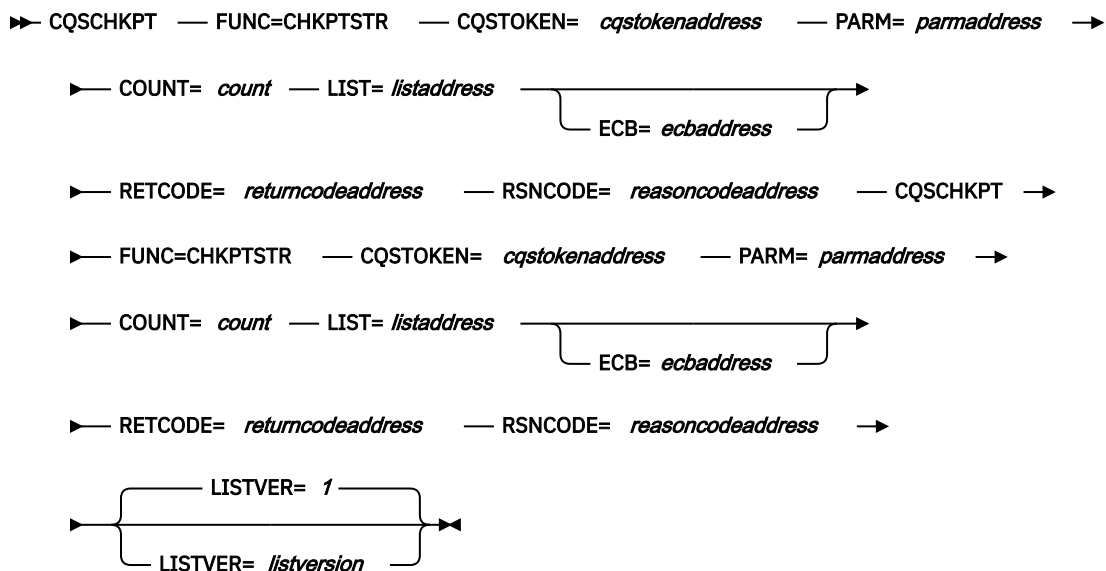 CQSCHKPT FUNC=CHKPTSTR CQSTOKEN= cqstokenaddress PARM= parmaddress
COUNT= count LIST= listaddress
ECB= ecbaddress
RETCODE= returncodeaddress RSNCODE= reasoncodeaddress CQSCHKPT
FUNC=CHKPTSTR CQSTOKEN= cqstokenaddress PARM= parmaddress
COUNT= count LIST= listaddress
ECB= ecbaddress
RETCODE= returncodeaddress RSNCODE= reasoncodeaddress
LISTVER= 1
LISTVER= listversion